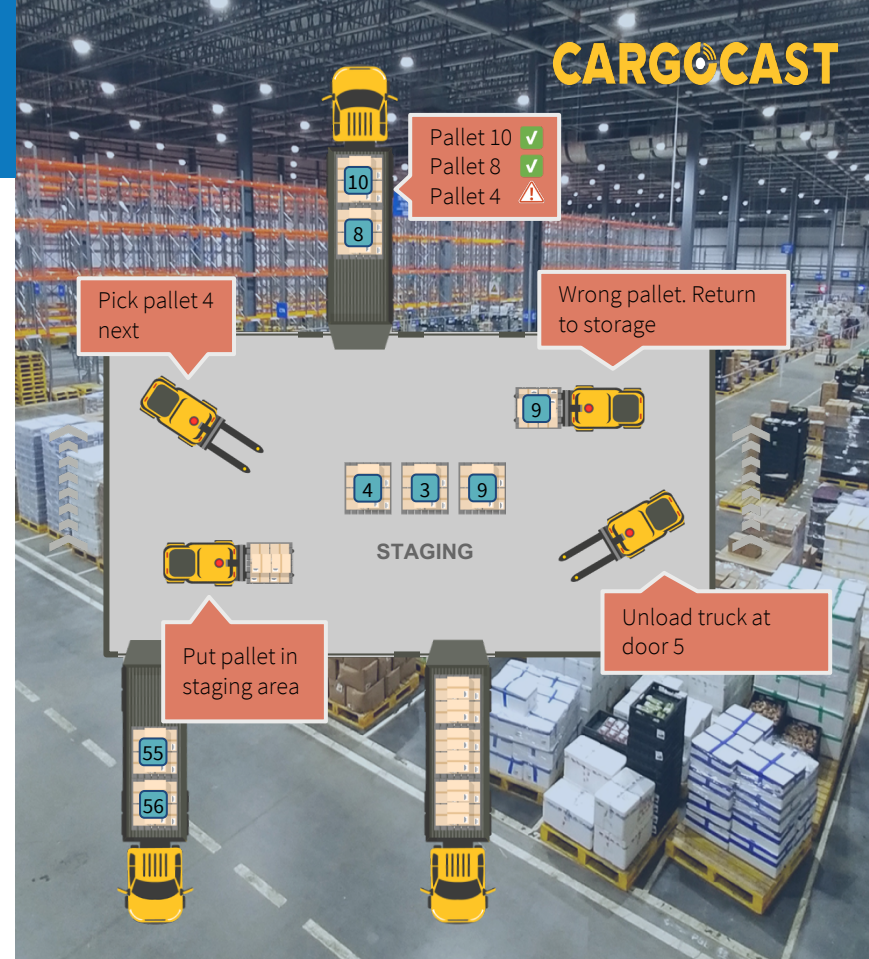 CARGOCAST
Pallet 10 ✅
Pallet 8 ✅
Pallet 4 ⚠
10
8
Pick pallet 4
next
Wrong pallet. Return
to storage
9
4 3 9
STAGING
Unload truck at
door 5
Put pallet in
staging area
55
56